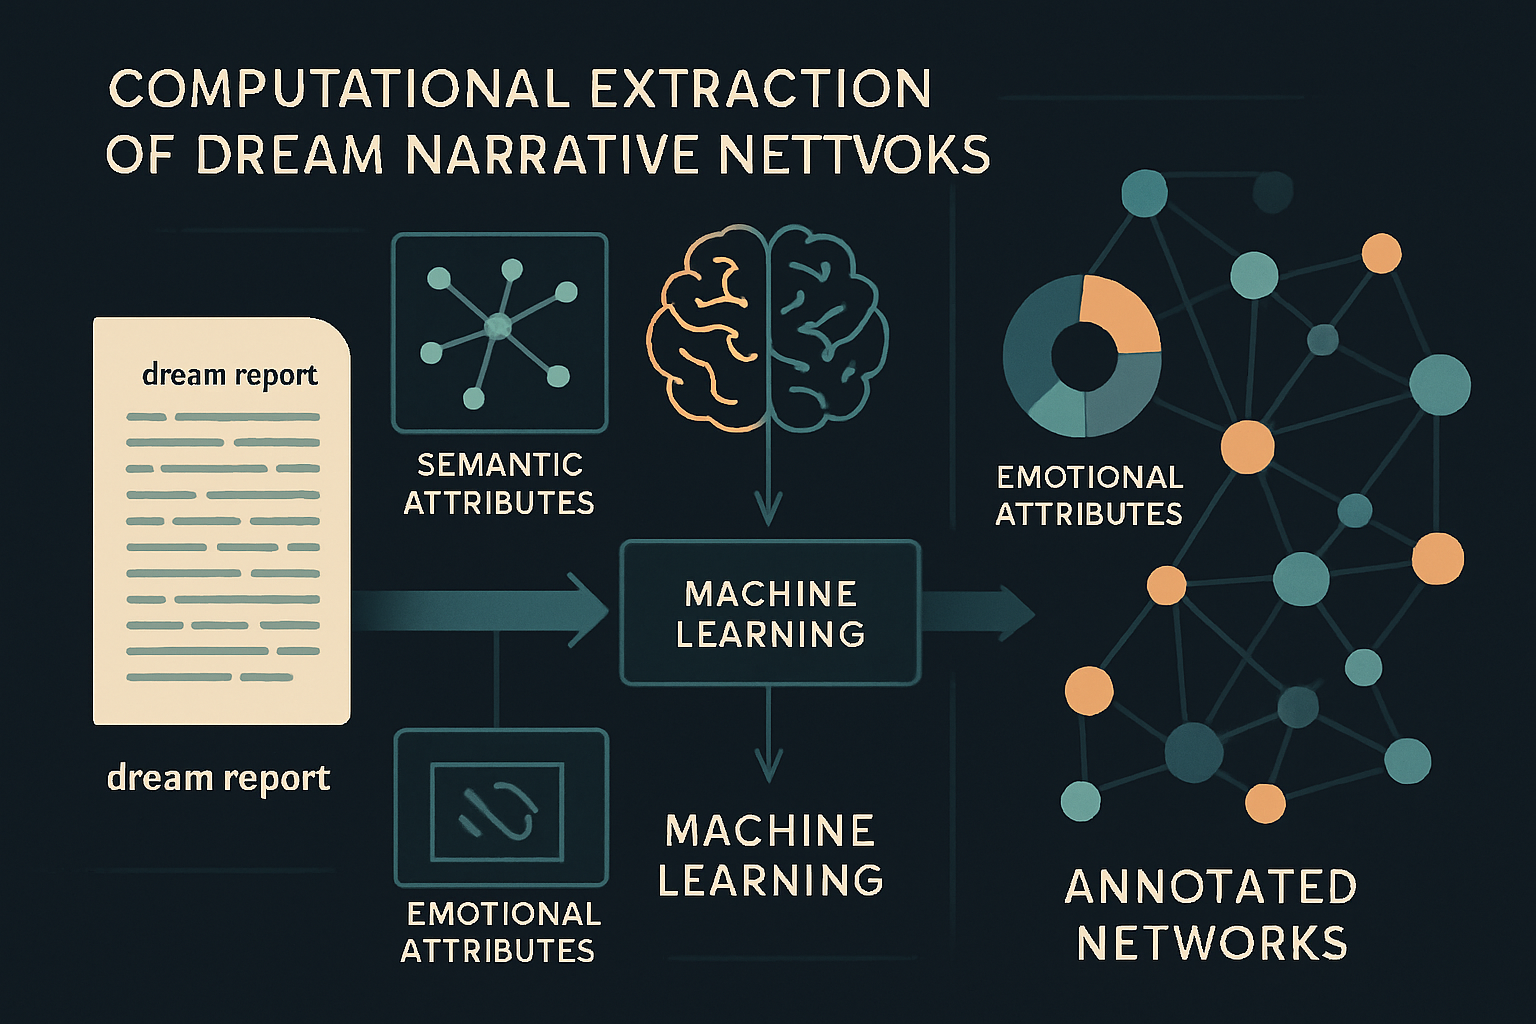 COMPUTATIONAL EXTRACTION
OF DREAM NARRATIVE NETTVOKS
dream report
dream report
SEMANTIC
ATTRIBUTES
EMOTIONAL
ATTRIBUTES
MACHINE
LEARNING
MACHINE
LEARNING
EMOTIONAL
ATTRIBUTES
ANNOTATED
NETWORKS